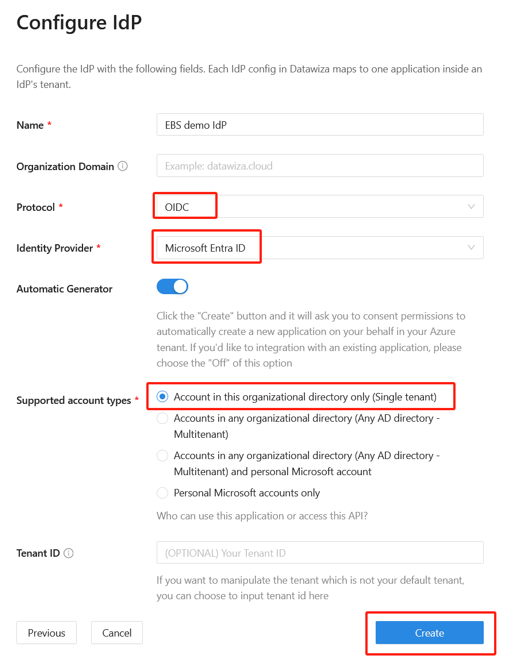 Configure IdP
Configure the IdP with the following fields. Each IdP config in Datawiza maps to one application inside an
IdP's tenant.
Name *
EBS demo IdP
Organization Domain
Example: datawiza.cloud
Protocol *
OIDC
Identity Provider *
Microsoft Entra ID
Automatic Generator
Click the "Create" button and it will ask you to consent permissions to
automatically create a new application on your behalf in your Azure
tenant. If you'd like to integration with an existing application, please
choose the "Off" of this option
Supported account types *
Account in this organizational directory only (Single tenant)
Accounts in any organizational directory (Any AD directory -
Multitenant)
Accounts in any organizational directory (Any AD directory -
Multitenant) and personal Microsoft account
Personal Microsoft accounts only
Who can use this application or access this API?
Tenant ID
(OPTIONAL) Your Tenant ID
If you want to manipulate the tenant which is not your default tenant,
you can choose to input tenant id here
Previous
Cancel
Create